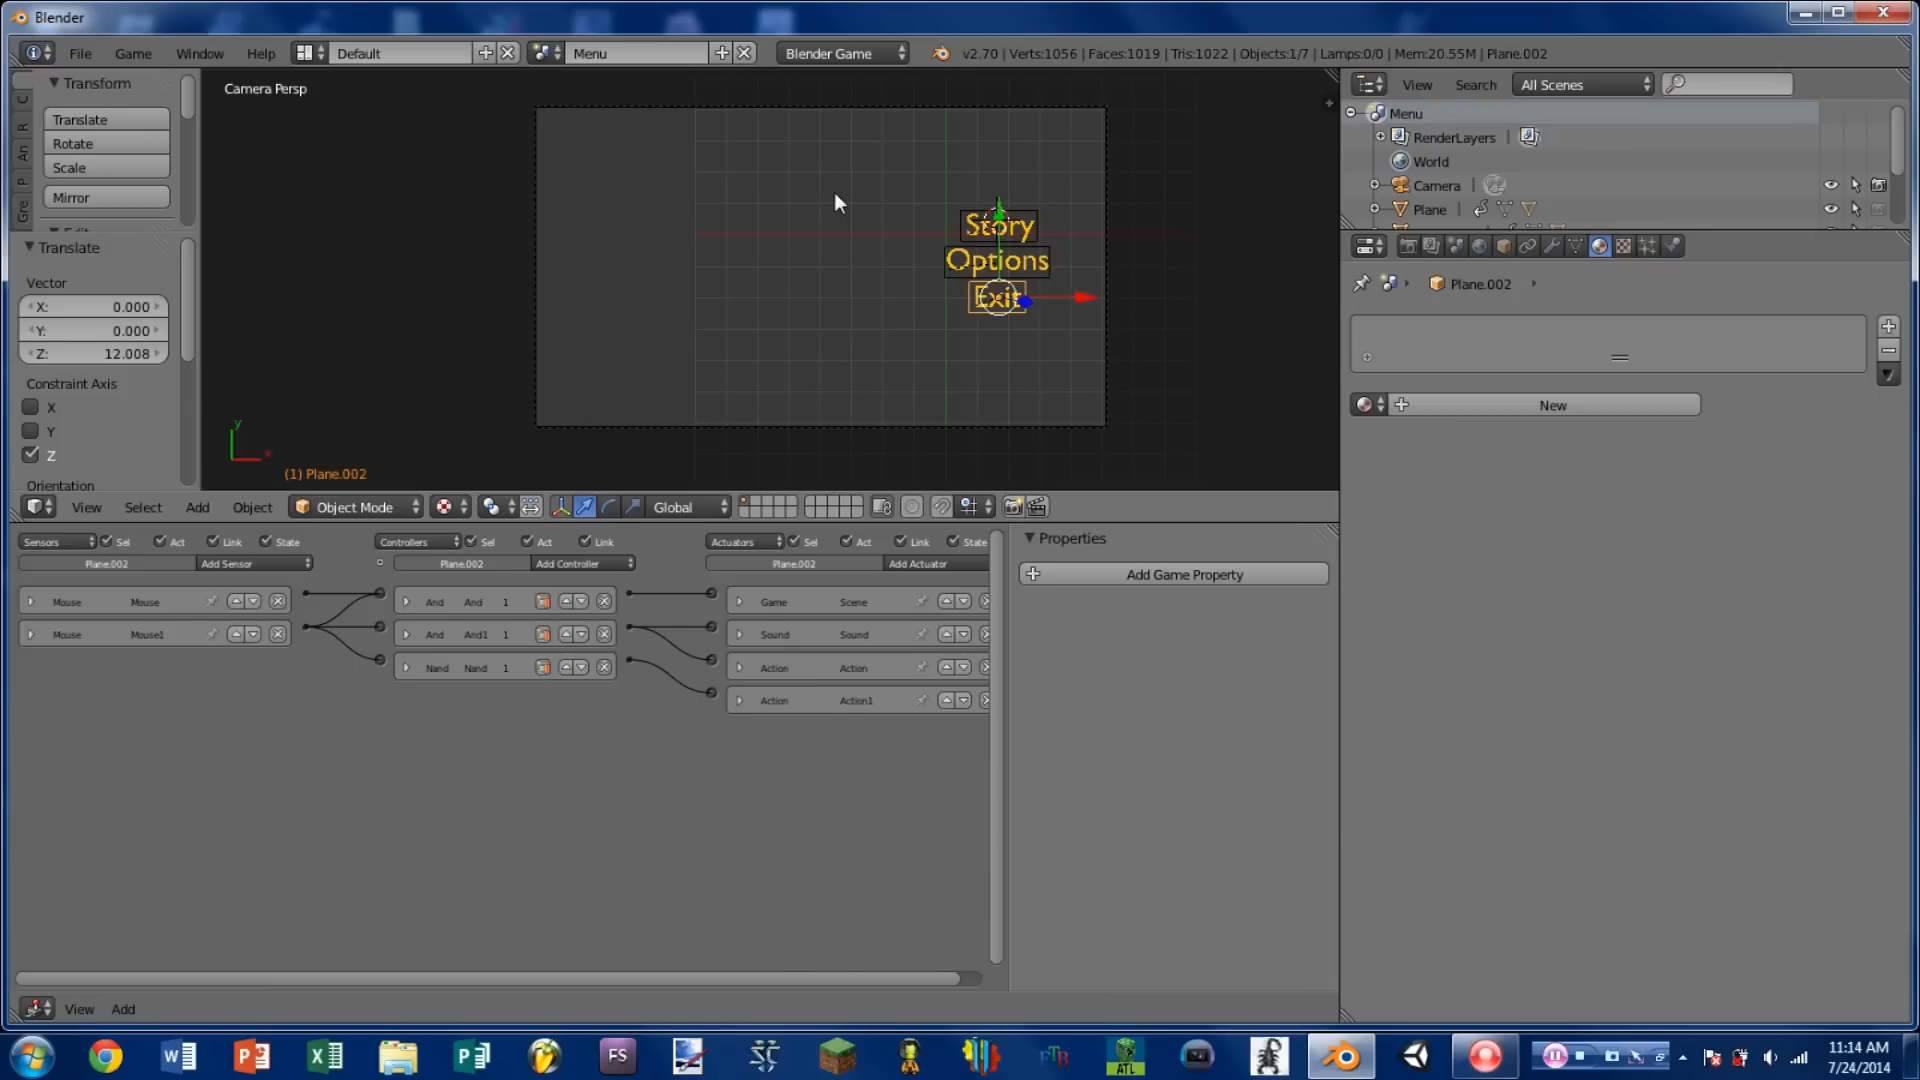 Blender
File Game Window Help Default Menu Blender Game v2.70 | Verts:1056 | Faces:1019 | Tris:1022 | Objects:1/7 | Lamps:0/0 | Mem:20.55M | Plane.002
Transform
Translate
Rotate
Scale
Mirror
C
R
An
P
Gre
Translate
Vector
X: 0.000
Y: 0.000
Z: 12.008
Constraint Axis
X
Y
Z
Orientation
Camera Persp
Story
Options
Exit
y
(1) Plane.002
View Select Add Object Object Mode Global
View Search All Scenes
Menu
RenderLayers |
World
Camera |
Plane |
Plane.002
New
Sensors Sel Act Link State Controllers Sel Act Link Actuators Sel Act Link State
Plane.002 Add Sensor Plane.002 Add Controller Plane.002 Add Actuator
Mouse Mouse And And 1 Game Scene
Mouse Mouse1 And And1 1 Sound Sound
Nand Nand 1 Action Action
Action Action1
Properties
Add Game Property
View Add
FS FTB ATL
11:14 AM
7/24/2014